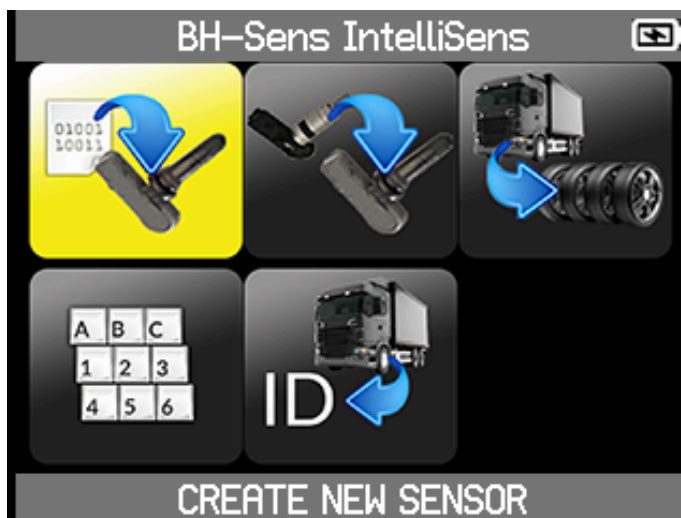 BH-Sens IntelliSens
01001
10011
A B C
1 2 3
4 5 6
ID
CREATE NEW SENSOR